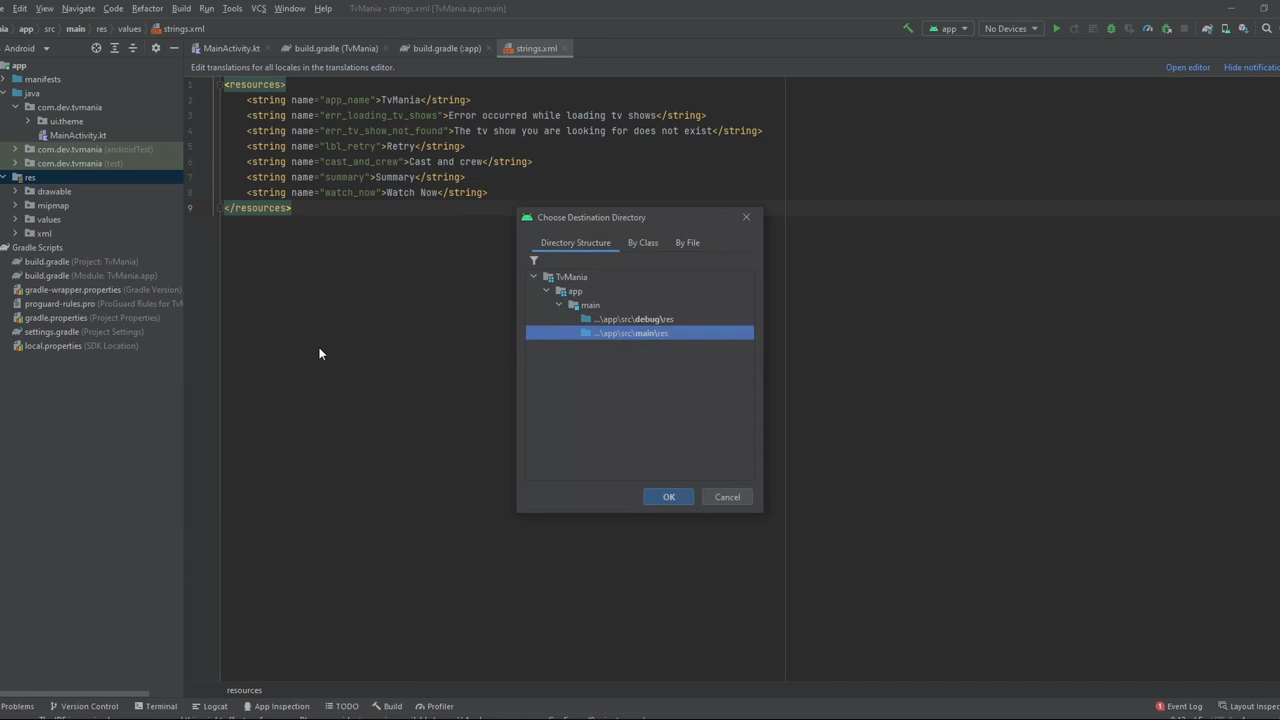 Edit View Navigate Code Refactor Build Run Tools VCS Window Help TvMania - strings.xml [TvMania.app.main]
app src main res values strings.xml app No Devices
Android MainActivity.kt build.gradle (TvMania) build.gradle (:app) strings.xml
Edit translations for all locales in the translations editor. Open editor Hide notificatio
app
manifests
java
com.dev.tvmania
ui.theme
MainActivity.kt
com.dev.tvmania (androidTest)
com.dev.tvmania (test)
res
drawable
mipmap
values
xml
Gradle Scripts
build.gradle (Project: TvMania)
build.gradle (Module: TvMania.app)
gradle-wrapper.properties (Gradle Version)
proguard-rules.pro (ProGuard Rules for TvM
gradle.properties (Project Properties)
settings.gradle (Project Settings)
local.properties (SDK Location)
1 <resources>
2 <string name="app_name">TvMania</string>
3 <string name="err_loading_tv_shows">Error occurred while loading tv shows</string>
4 <string name="err_tv_show_not_found">The tv show you are looking for does not exist</string>
5 <string name="lbl_retry">Retry</string>
6 <string name="cast_and_crew">Cast and crew</string>
7 <string name="summary">Summary</string>
8 <string name="watch_now">Watch Now</string>
9 </resources>
Choose Destination Directory
Directory Structure By Class By File
TvMania
app
main
...\app\src\debug\res
...\app\src\main\res
OK Cancel
resources
Problems Version Control Terminal Logcat App Inspection TODO Build Profiler 1 Event Log Layout Inspec